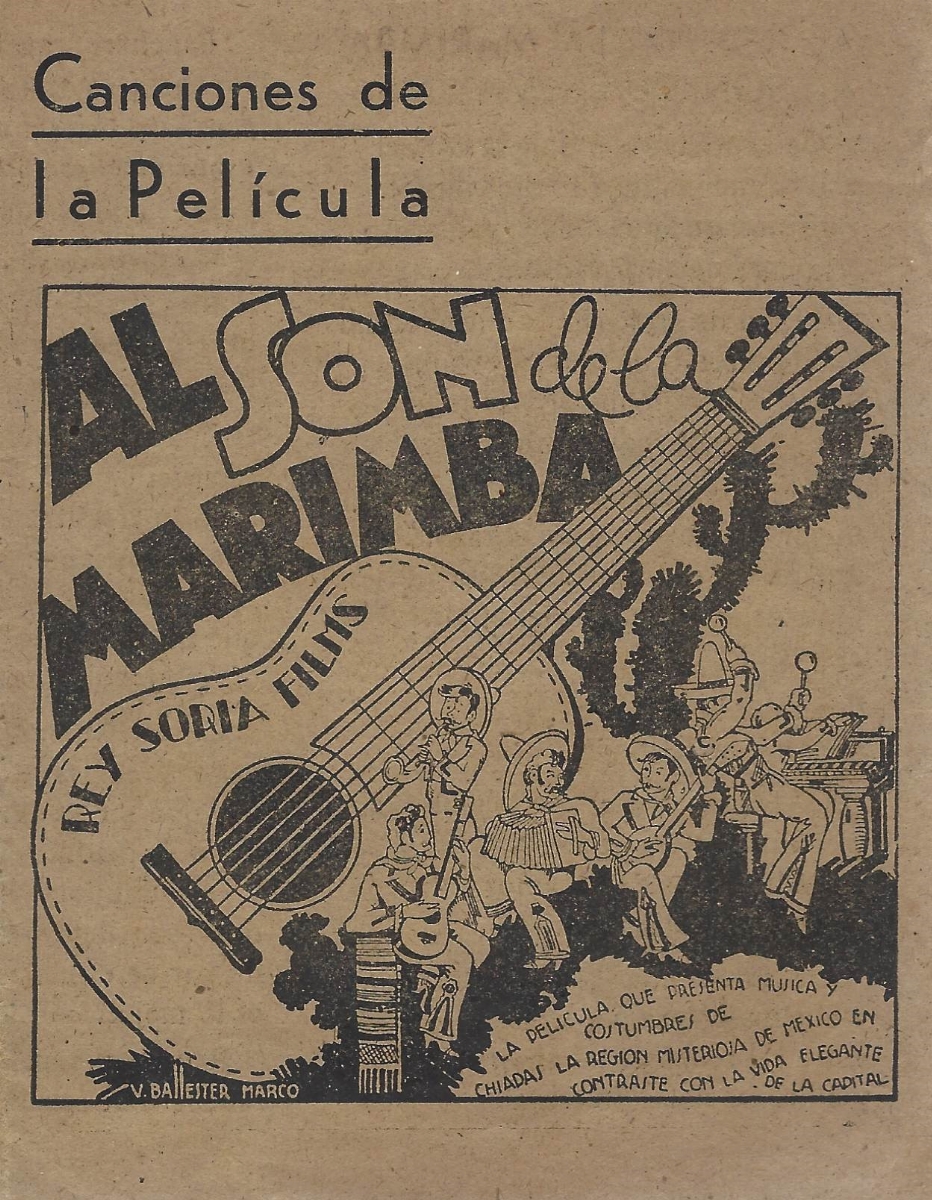 Canciones de
la Película
AL SON de la
MARIMBA
REY SORIA FILMS
LA PELICULA QUE PRESENTA MUSICA Y
COSTUMBRES DE
CHIADAS LA REGION MISTERIOSA DE MEXICO EN
CONTRASTE CON LA VIDA ELEGANTE
DE LA CAPITAL
V. BALLESTER MARCO